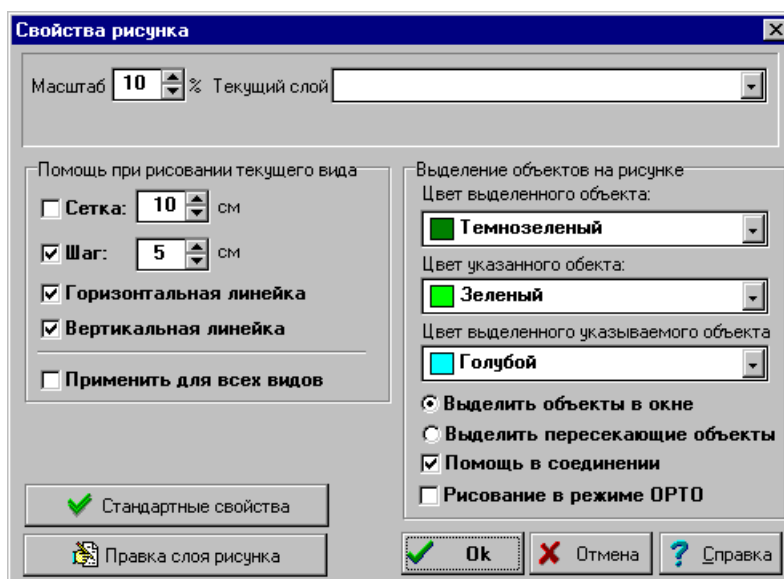 Свойства рисунка
Масштаб 10 % Текущий слой
Помощь при рисовании текущего вида
Сетка: 10 см
Шаг: 5 см
Горизонтальная линейка
Вертикальная линейка
Применить для всех видов
Стандартные свойства
Правка слоя рисунка
Выделение объектов на рисунке
Цвет выделенного объекта:
Темнозеленый
Цвет указанного обекта:
Зеленый
Цвет выделенного указываемого объекта
Голубой
Выделить объекты в окне
Выделить пересекающие объекты
Помощь в соединении
Рисование в режиме ОРТО
Ok
Отмена
Справка